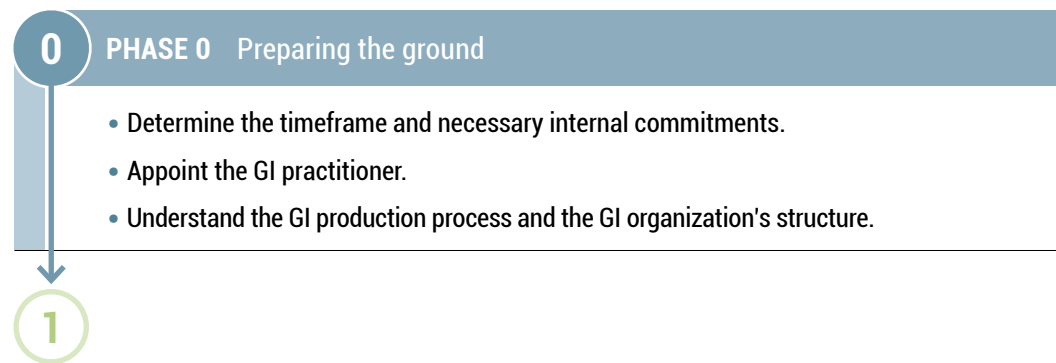 0 PHASE 0 Preparing the ground
• Determine the timeframe and necessary internal commitments.
• Appoint the GI practitioner.
• Understand the GI production process and the GI organization's structure.
1